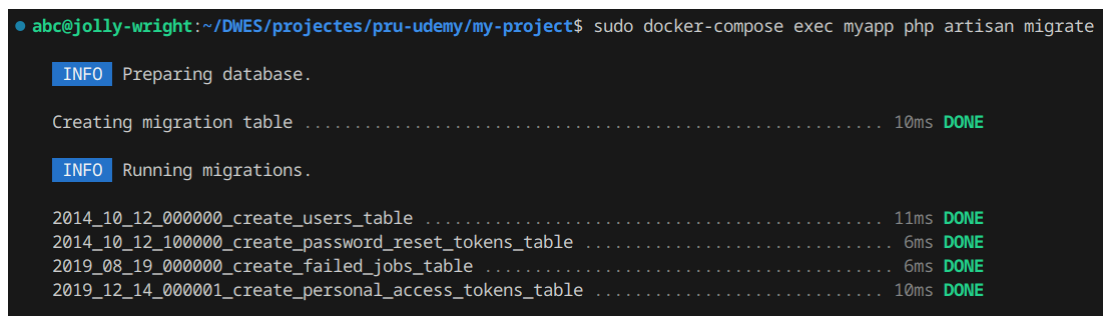 abc@jolly-wright:~/DWES/projectes/pru-udemy/my-project$ sudo docker-compose exec myapp php artisan migrate
INFO Preparing database.
Creating migration table .......................................................... 10ms DONE
INFO Running migrations.
2014_10_12_000000_create_users_table .............................................. 11ms DONE
2014_10_12_100000_create_password_reset_tokens_table ............................... 6ms DONE
2019_08_19_000000_create_failed_jobs_table ......................................... 6ms DONE
2019_12_14_000001_create_personal_access_tokens_table ............................. 10ms DONE